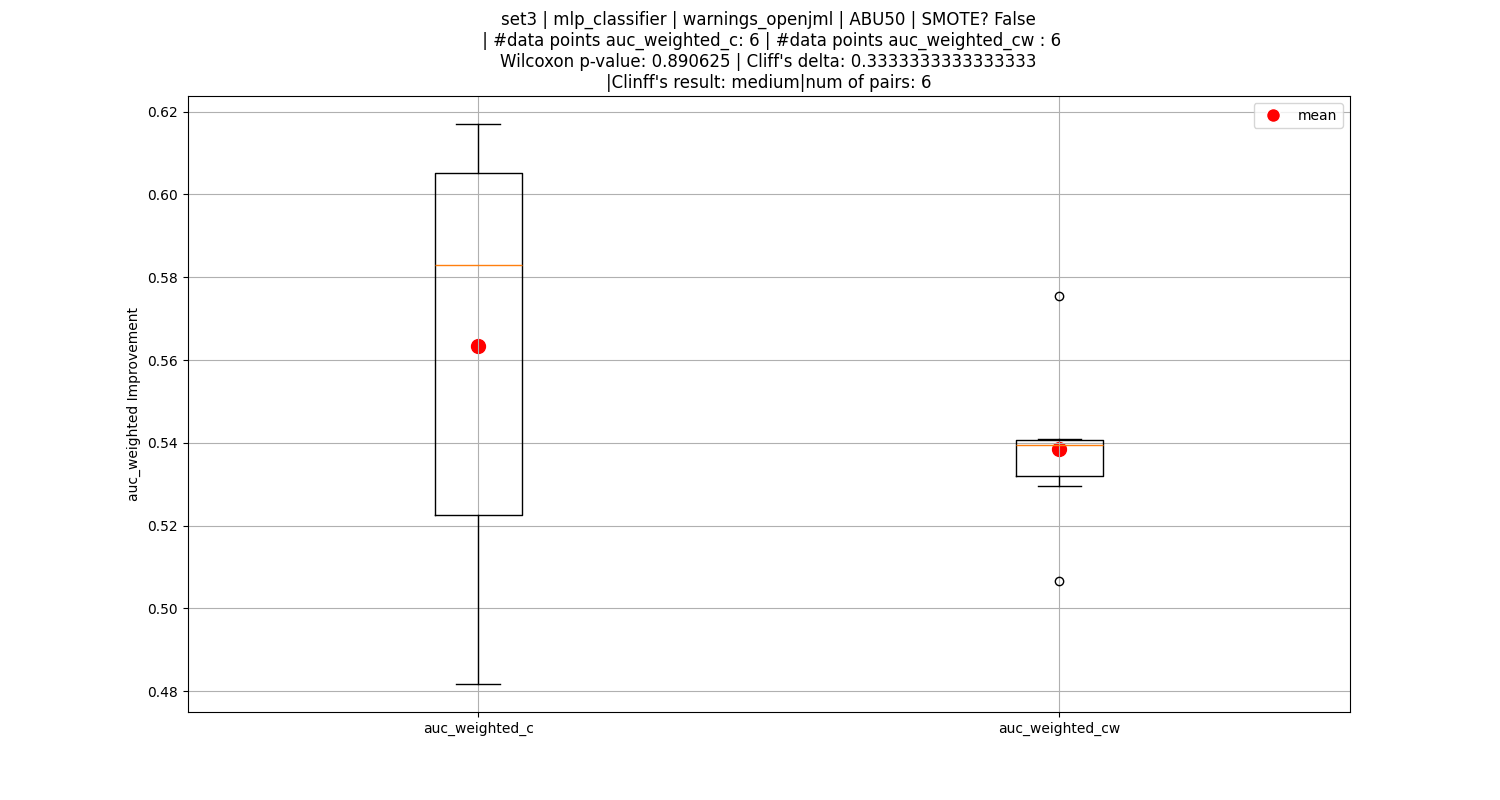 set3 | mlp_classifier | warnings_openjml | ABU50 | SMOTE? False
| #data points auc_weighted_c: 6 | #data points auc_weighted_cw : 6
Wilcoxon p-value: 0.890625 | Cliff's delta: 0.3333333333333333
|Clinff's result: medium|num of pairs: 6
mean
auc_weighted Improvement
0.62
0.60
0.58
0.56
0.54
0.52
0.50
0.48
auc_weighted_c
auc_weighted_cw